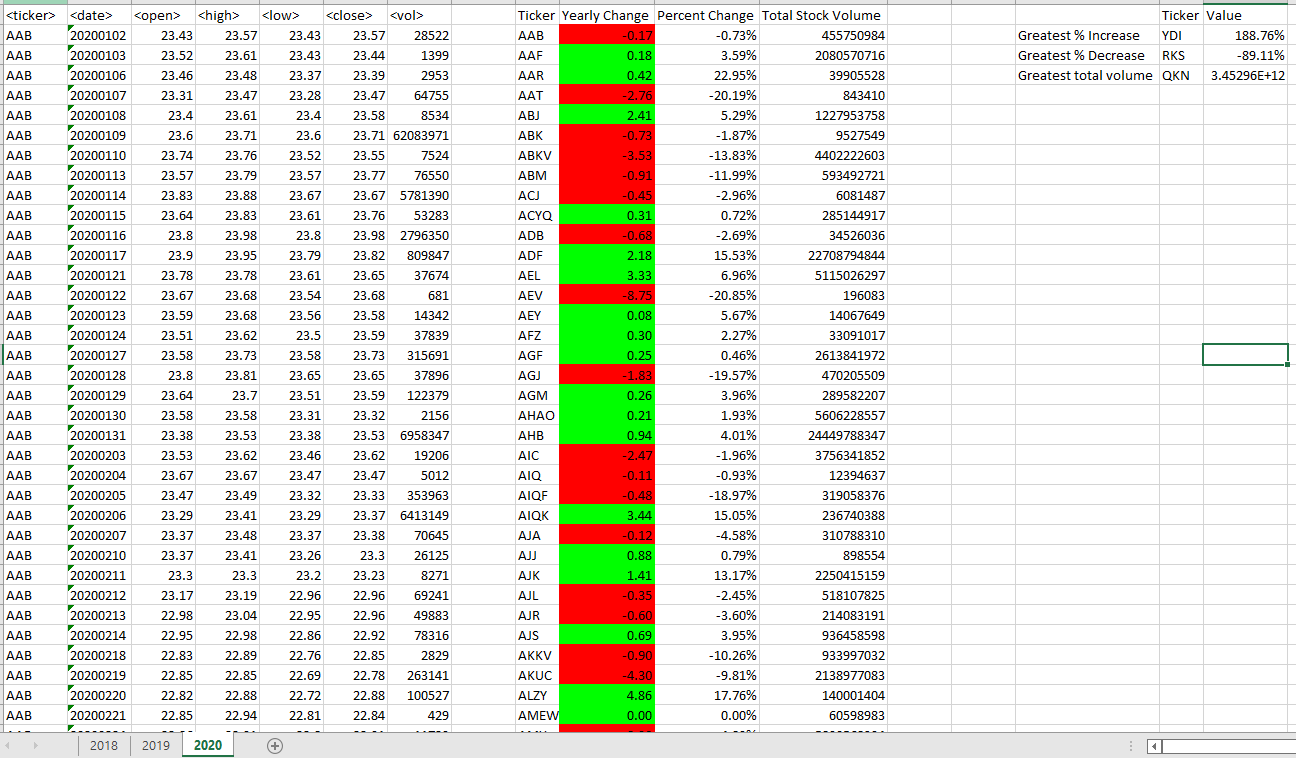 <ticker> <date> <open> <high> <low> <close> <vol> Ticker Yearly Change Percent Change Total Stock Volume Ticker Value
AAB 20200102 23.43 23.57 23.43 23.57 28522 AAB -0.17 -0.73% 455750984 Greatest % Increase YDI 188.76%
AAB 20200103 23.52 23.61 23.43 23.44 1399 AAF 0.18 3.59% 2080570716 Greatest % Decrease RKS -89.11%
AAB 20200106 23.46 23.48 23.37 23.39 2953 AAR 0.42 22.95% 39905528 Greatest total volume QKN 3.45296E+12
AAB 20200107 23.31 23.47 23.28 23.47 64755 AAT -2.76 -20.19% 843410
AAB 20200108 23.4 23.61 23.4 23.58 8534 ABJ 2.41 5.29% 1227953758
AAB 20200109 23.6 23.71 23.6 23.71 62083971 ABK -0.73 -1.87% 9527549
AAB 20200110 23.74 23.76 23.52 23.55 7524 ABKV -3.53 -13.83% 4402222603
AAB 20200113 23.57 23.79 23.57 23.77 76550 ABM -0.91 -11.99% 593492721
AAB 20200114 23.83 23.88 23.67 23.67 5781390 ACJ -0.45 -2.96% 6081487
AAB 20200115 23.64 23.83 23.61 23.76 53283 ACYQ 0.31 0.72% 285144917
AAB 20200116 23.8 23.98 23.8 23.98 2796350 ADB -0.68 -2.69% 34526036
AAB 20200117 23.9 23.95 23.79 23.82 809847 ADF 2.18 15.53% 22708794844
AAB 20200121 23.78 23.78 23.61 23.65 37674 AEL 3.33 6.96% 5115026297
AAB 20200122 23.67 23.68 23.54 23.68 681 AEV -8.75 -20.85% 196083
AAB 20200123 23.59 23.68 23.56 23.58 14342 AEY 0.08 5.67% 14067649
AAB 20200124 23.51 23.62 23.5 23.59 37839 AFZ 0.30 2.27% 33091017
AAB 20200127 23.58 23.73 23.58 23.73 315691 AGF 0.25 0.46% 2613841972
AAB 20200128 23.8 23.81 23.65 23.65 37896 AGJ -1.83 -19.57% 470205509
AAB 20200129 23.64 23.7 23.51 23.59 122379 AGM 0.26 3.96% 289582207
AAB 20200130 23.58 23.58 23.31 23.32 2156 AHAO 0.21 1.93% 5606228557
AAB 20200131 23.38 23.53 23.38 23.53 6958347 AHB 0.94 4.01% 24449788347
AAB 20200203 23.53 23.62 23.46 23.62 19206 AIC -2.47 -1.96% 3756341852
AAB 20200204 23.67 23.67 23.47 23.47 5012 AIQ -0.11 -0.93% 12394637
AAB 20200205 23.47 23.49 23.32 23.33 353963 AIQF -0.48 -18.97% 319058376
AAB 20200206 23.29 23.41 23.29 23.37 6413149 AIQK 3.44 15.05% 236740388
AAB 20200207 23.37 23.48 23.37 23.38 70645 AJA -0.12 -4.58% 310788310
AAB 20200210 23.37 23.41 23.26 23.3 26125 AJJ 0.88 0.79% 898554
AAB 20200211 23.3 23.3 23.2 23.23 8271 AJK 1.41 13.17% 2250415159
AAB 20200212 23.17 23.19 22.96 22.96 69241 AJL -0.35 -2.45% 518107825
AAB 20200213 22.98 23.04 22.95 22.96 49883 AJR -0.60 -3.60% 214083191
AAB 20200214 22.95 22.98 22.86 22.92 78316 AJS 0.69 3.95% 936458598
AAB 20200218 22.83 22.89 22.76 22.85 2829 AKKV -0.90 -10.26% 933997032
AAB 20200219 22.85 22.85 22.69 22.78 263141 AKUC -4.30 -9.81% 2138977083
AAB 20200220 22.82 22.88 22.72 22.88 100527 ALZY 4.86 17.76% 140001404
AAB 20200221 22.85 22.94 22.81 22.84 429 AMEW 0.00 0.00% 60598983
2018 2019 2020